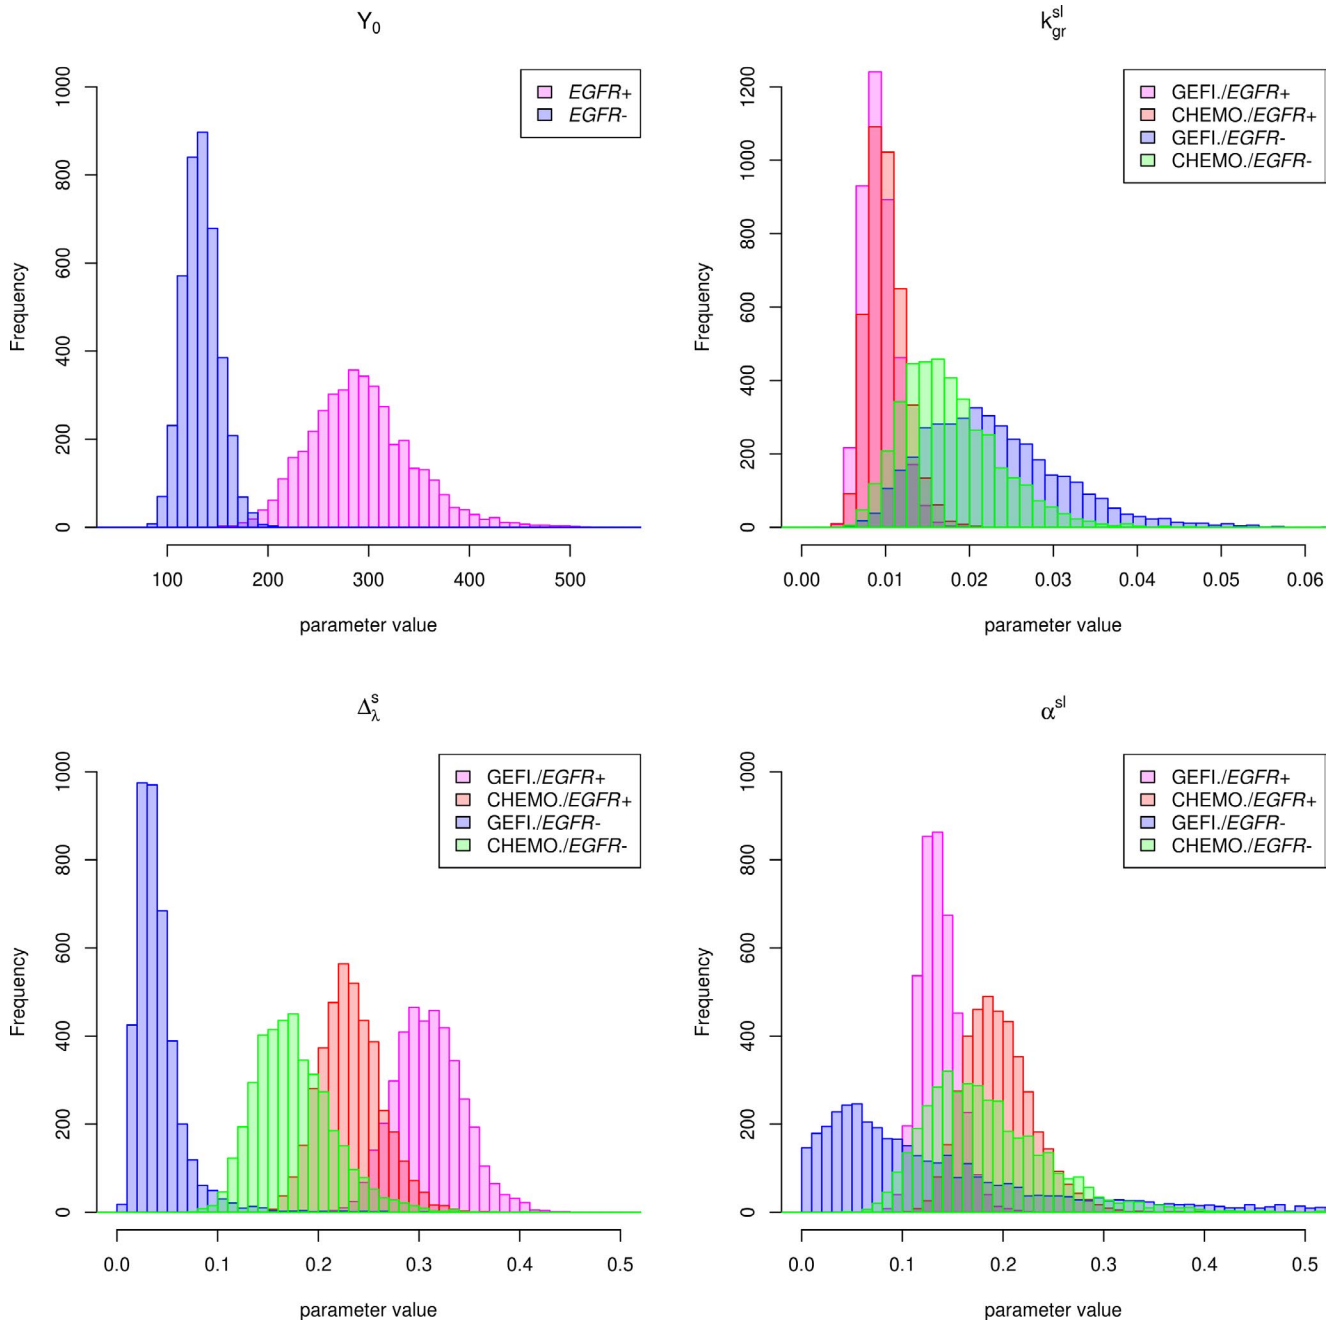 Y₀
EGFR+
EGFR-
Frequency
0 200 400 600 800 1000
100 200 300 400 500
parameter value
k_gr^sl
GEFI./EGFR+
CHEMO./EGFR+
GEFI./EGFR-
CHEMO./EGFR-
Frequency
0 200 400 600 800 1000 1200
0.00 0.01 0.02 0.03 0.04 0.05 0.06
parameter value
Δ_λ^s
GEFI./EGFR+
CHEMO./EGFR+
GEFI./EGFR-
CHEMO./EGFR-
Frequency
0 200 400 600 800 1000
0.0 0.1 0.2 0.3 0.4 0.5
parameter value
α^sl
GEFI./EGFR+
CHEMO./EGFR+
GEFI./EGFR-
CHEMO./EGFR-
Frequency
0 200 400 600 800 1000
0.0 0.1 0.2 0.3 0.4 0.5
parameter value